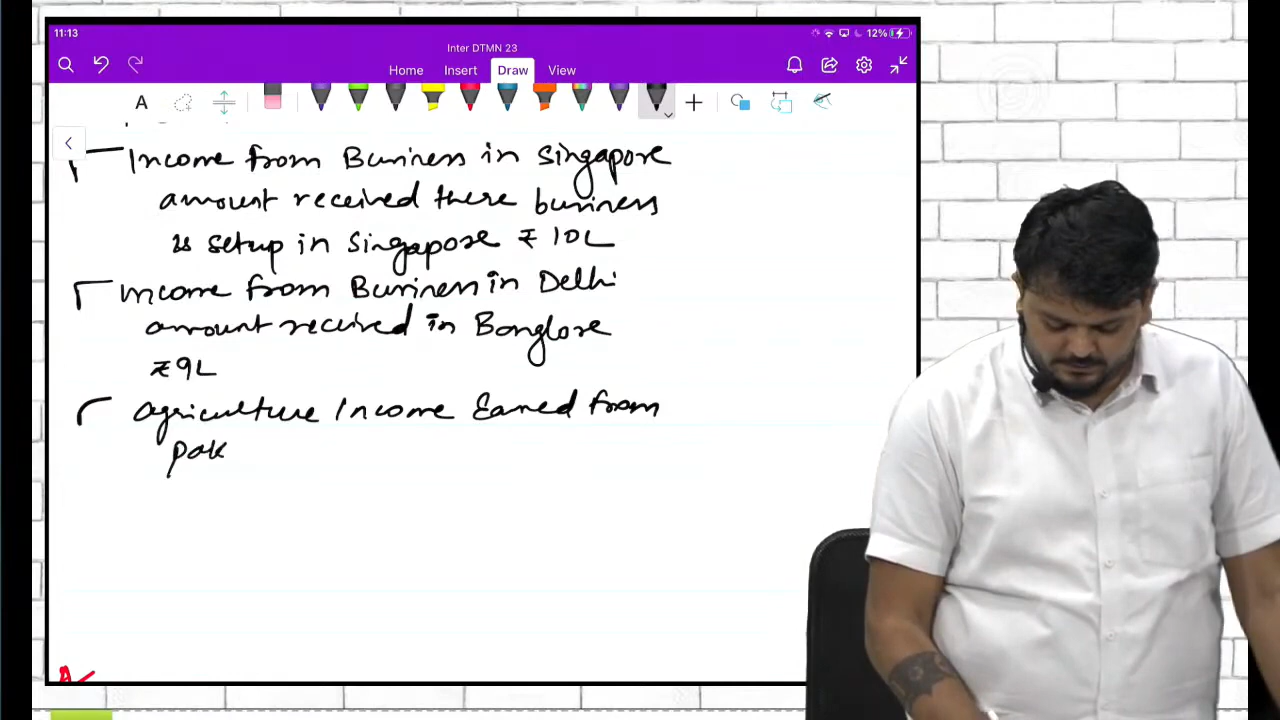 11:13
12%
Inter DTMN 23
Home Insert Draw View
A
Income from Business in Singapore
amount received there business
is setup in Singapore ₹ 10L
Income from Business in Delhi
amount received in Banglore
₹9L
Agriculture Income Earned from
pak